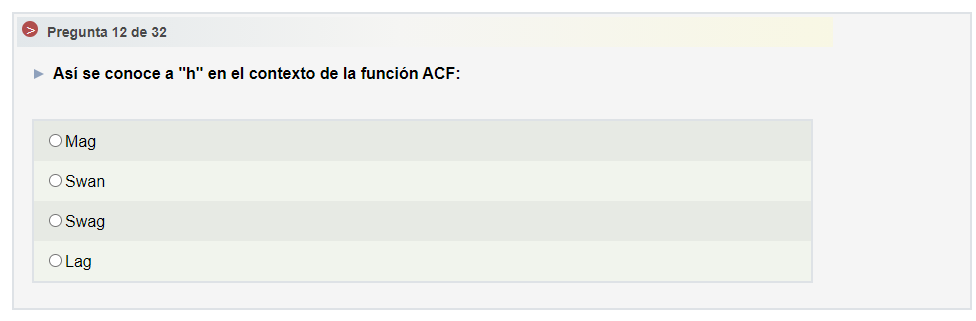 Pregunta 12 de 32
Así se conoce a "h" en el contexto de la función ACF:
Mag
Swan
Swag
Lag